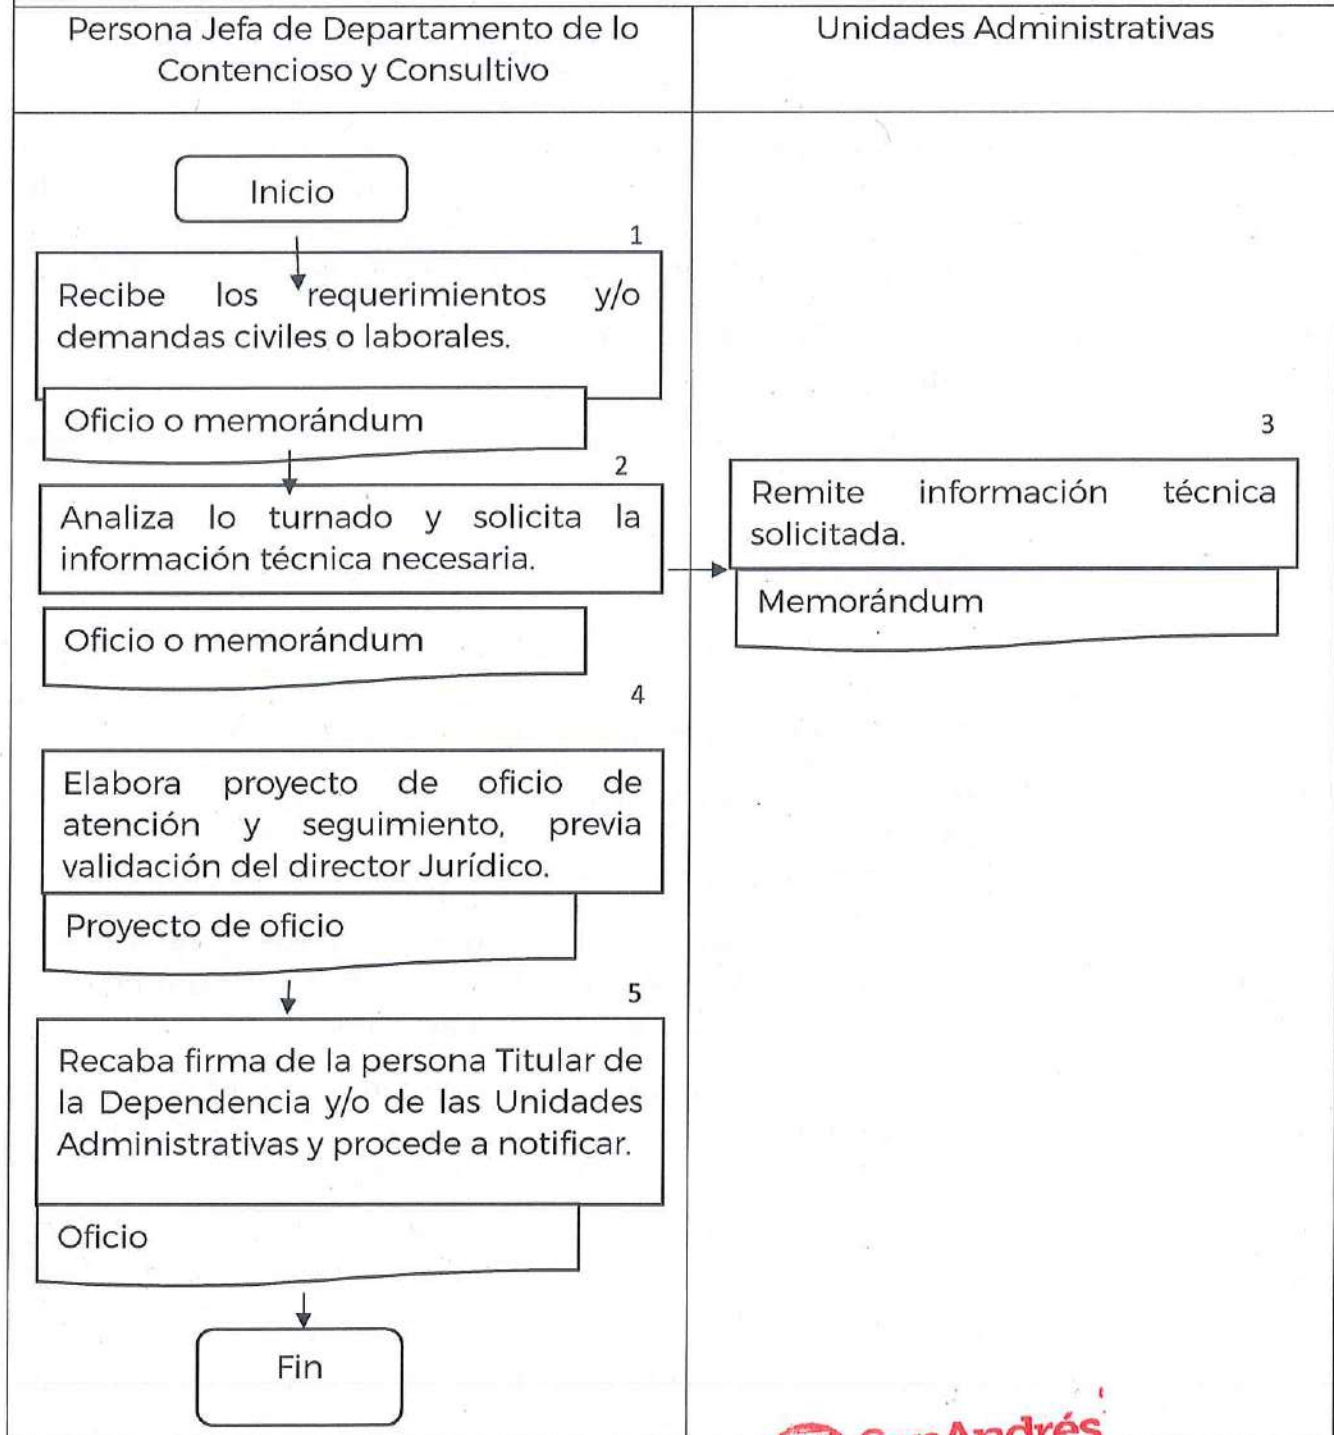 Persona Jefa de Departamento de lo
Contencioso y Consultivo
Unidades Administrativas
Inicio
1
Recibe los requerimientos y/o
demandas civiles o laborales.
Oficio o memorándum
2
Analiza lo turnado y solicita la
información técnica necesaria.
Oficio o memorándum
3
Remite información técnica
solicitada.
Memorándum
4
Elabora proyecto de oficio de
atención y seguimiento, previa
validación del director Jurídico.
Proyecto de oficio
5
Recaba firma de la persona Titular de
la Dependencia y/o de las Unidades
Administrativas y procede a notificar.
Oficio
Fin
SanAndrés